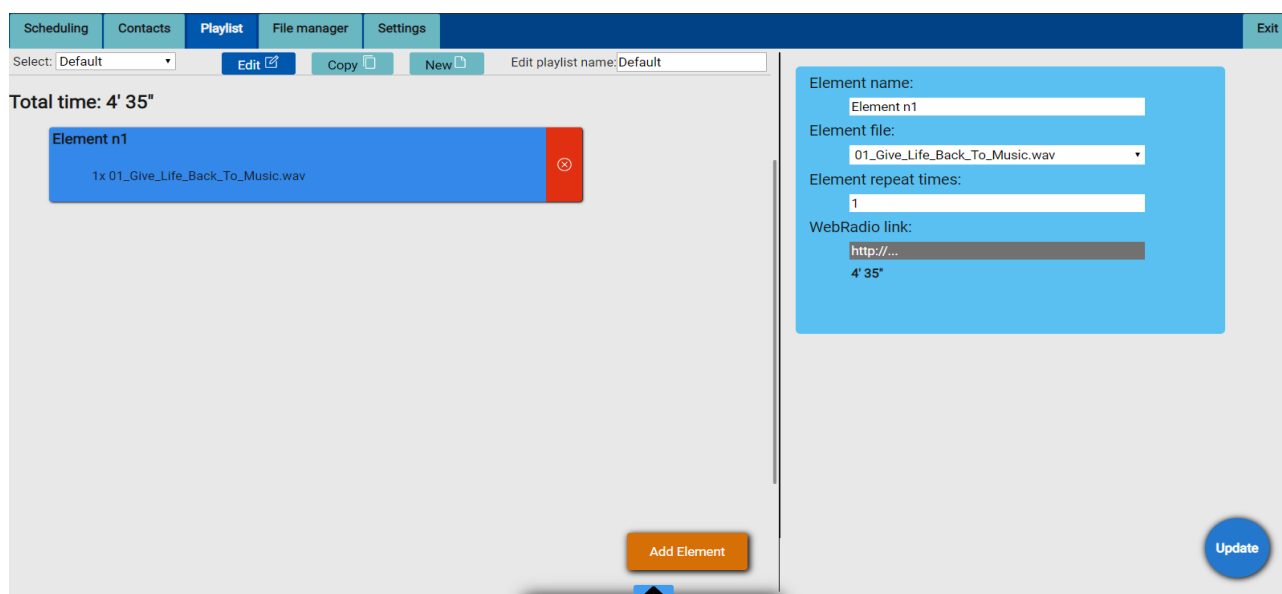 Scheduling Contacts Playlist File manager Settings Exit
Select: Default Edit Copy New Edit playlist name: Default
Total time: 4' 35"
Element n1
1x 01_Give_Life_Back_To_Music.wav
Add Element
Element name:
Element n1
Element file:
01_Give_Life_Back_To_Music.wav
Element repeat times:
1
WebRadio link:
http://...
4' 35"
Update